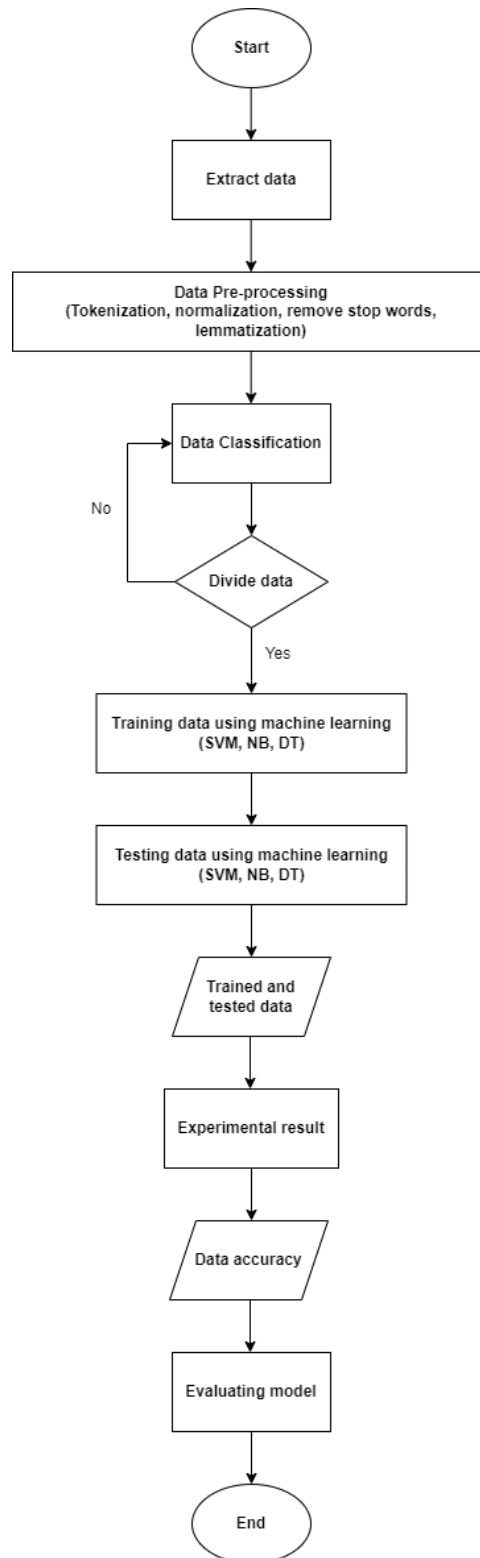 Start
Extract data
Data Pre-processing
(Tokenization, normalization, remove stop words,
lemmatization)
Data Classification
No
Divide data
Yes
Training data using machine learning
(SVM, NB, DT)
Testing data using machine learning
(SVM, NB, DT)
Trained and
tested data
Experimental result
Data accuracy
Evaluating model
End